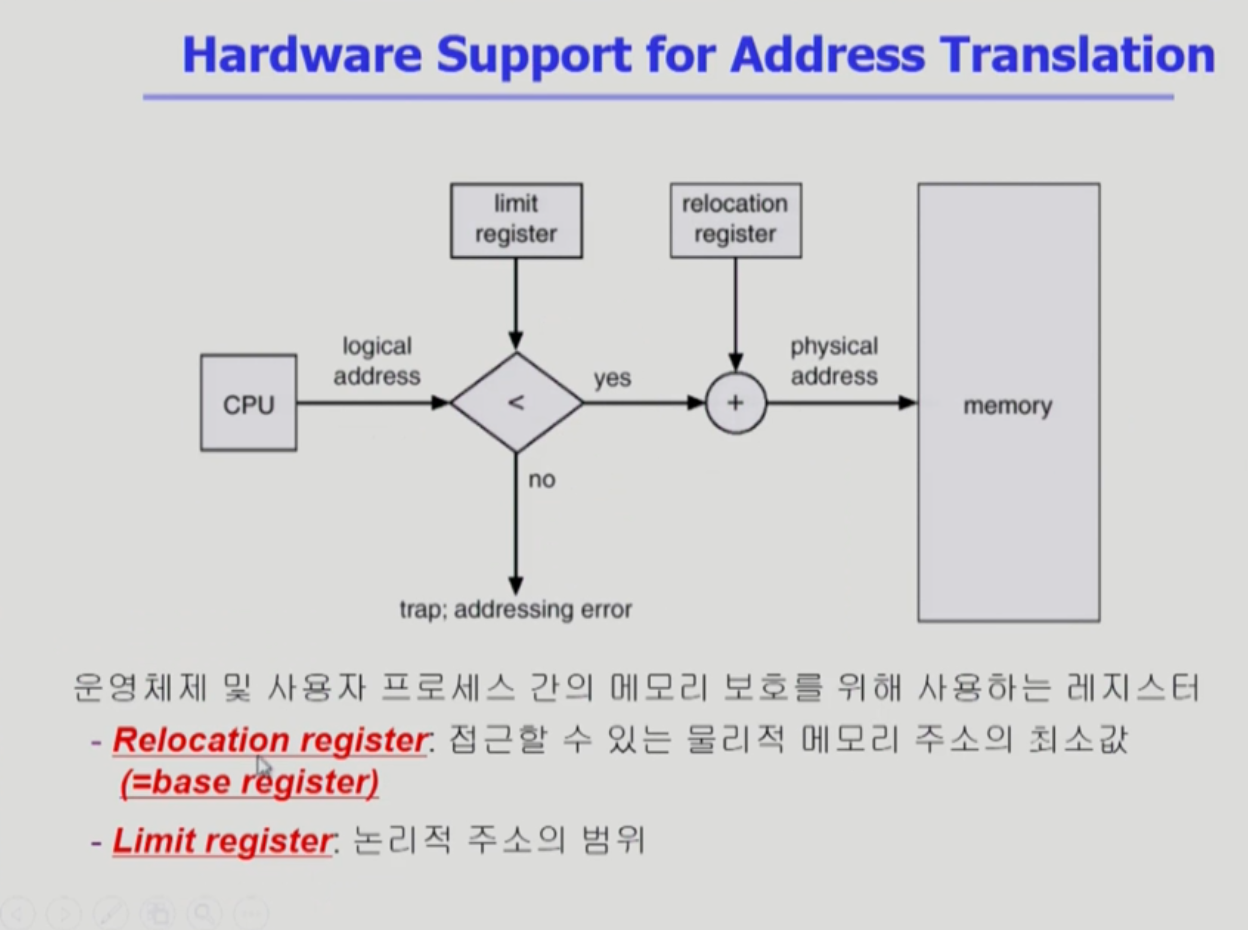 Hardware Support for Address Translation
limit
register
relocation
register
logical
address
physical
address
CPU
<
yes
+
memory
no
trap; addressing error
운영체제 및 사용자 프로세스 간의 메모리 보호를 위해 사용하는 레지스터
- Relocation register: 접근할 수 있는 물리적 메모리 주소의 최소값
(=base register)
- Limit register: 논리적 주소의 범위